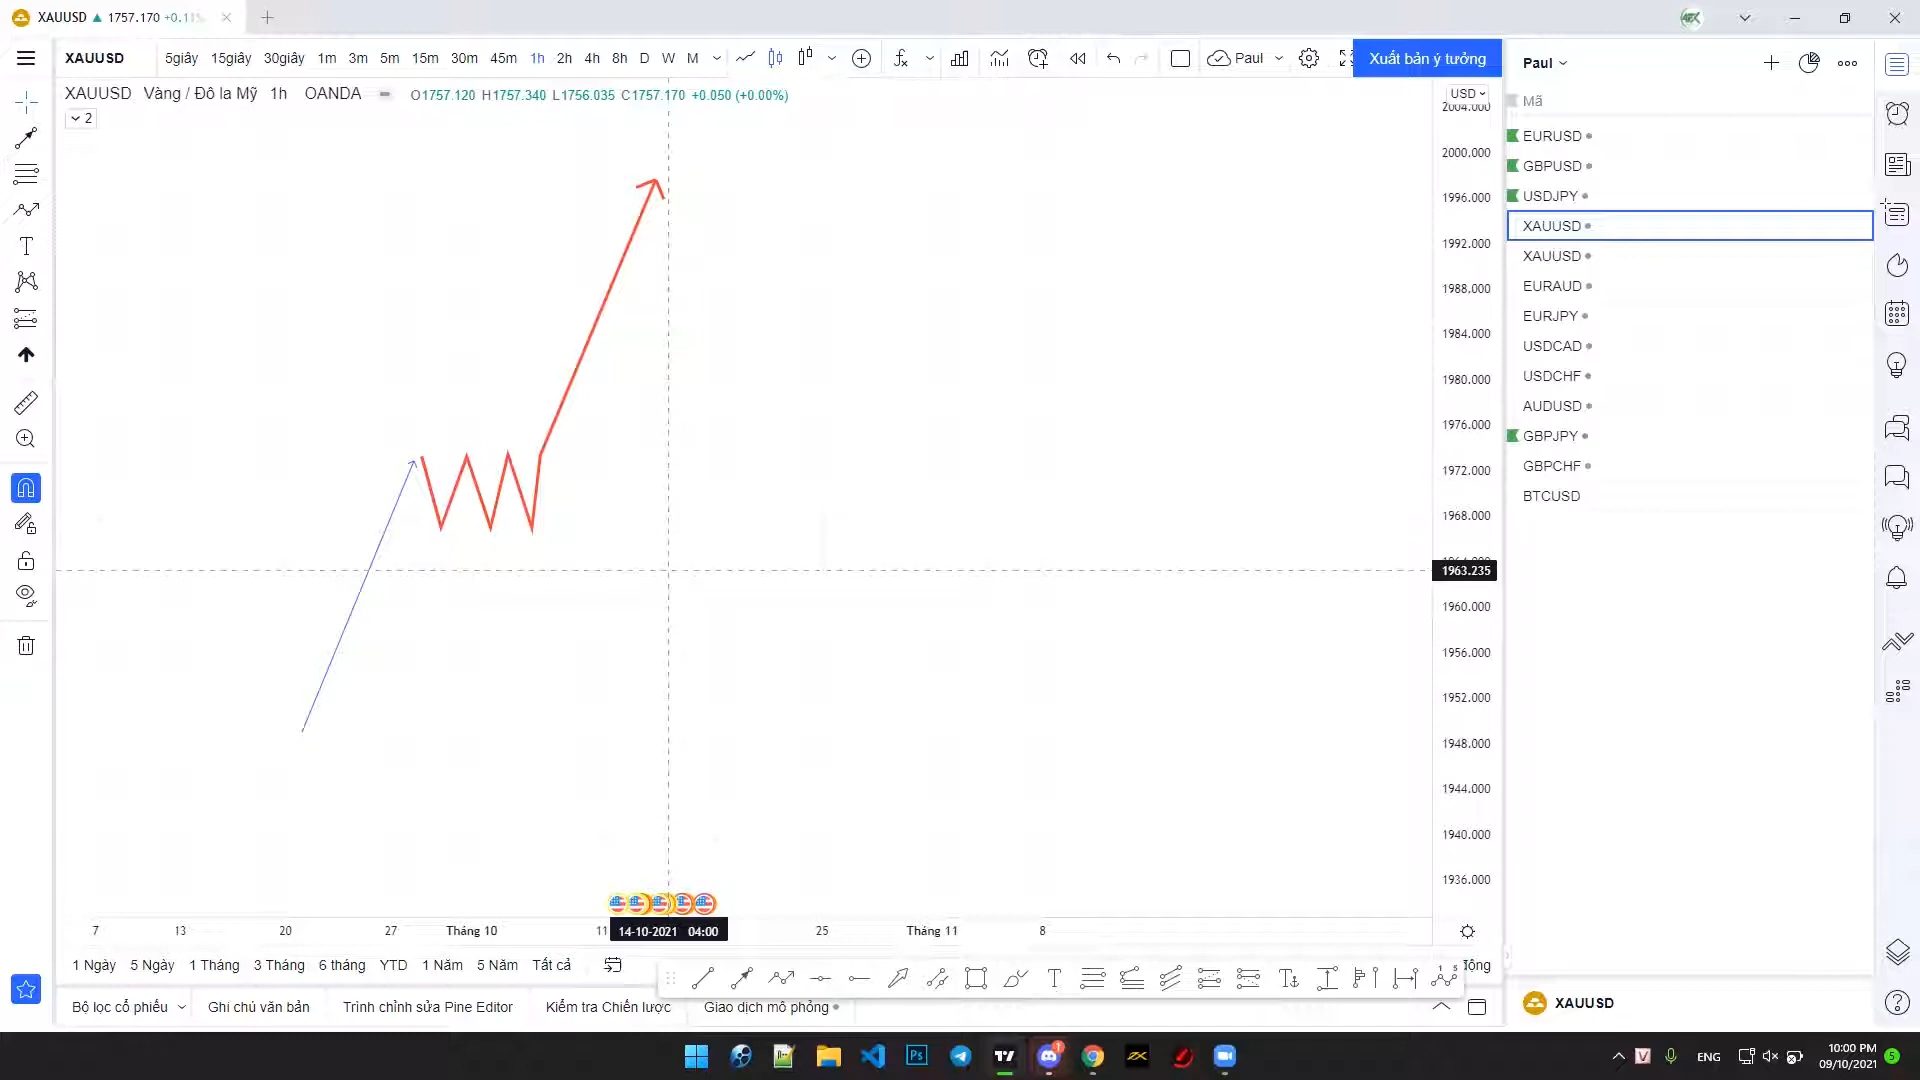 XAUUSD ▲ 1757.170 +0.11%
XAUUSD 5giây 15giây 30giây 1m 3m 5m 15m 30m 45m 1h 2h 4h 8h D W M Paul Xuất bản ý tưởng
XAUUSD Vàng / Đô la Mỹ 1h OANDA O1757.120 H1757.340 L1756.035 C1757.170 +0.050 (+0.00%)
2
USD
2004.000
2000.000
1996.000
1992.000
1988.000
1984.000
1980.000
1976.000
1972.000
1968.000
1963.235
1960.000
1956.000
1952.000
1948.000
1944.000
1940.000
1936.000
7 13 20 27 Tháng 10 11 14-10-2021 04:00 25 Tháng 11 8
1 Ngày 5 Ngày 1 Tháng 3 Tháng 6 tháng YTD 1 Năm 5 Năm Tất cả
động
Bộ lọc cổ phiếu Ghi chú văn bản Trình chỉnh sửa Pine Editor Kiểm tra Chiến lược Giao dịch mô phỏng
Paul
Mã
EURUSD
GBPUSD
USDJPY
XAUUSD
XAUUSD
EURAUD
EURJPY
USDCAD
USDCHF
AUDUSD
GBPJPY
GBPCHF
BTCUSD
XAUUSD
ENG
10:00 PM
09/10/2021
5